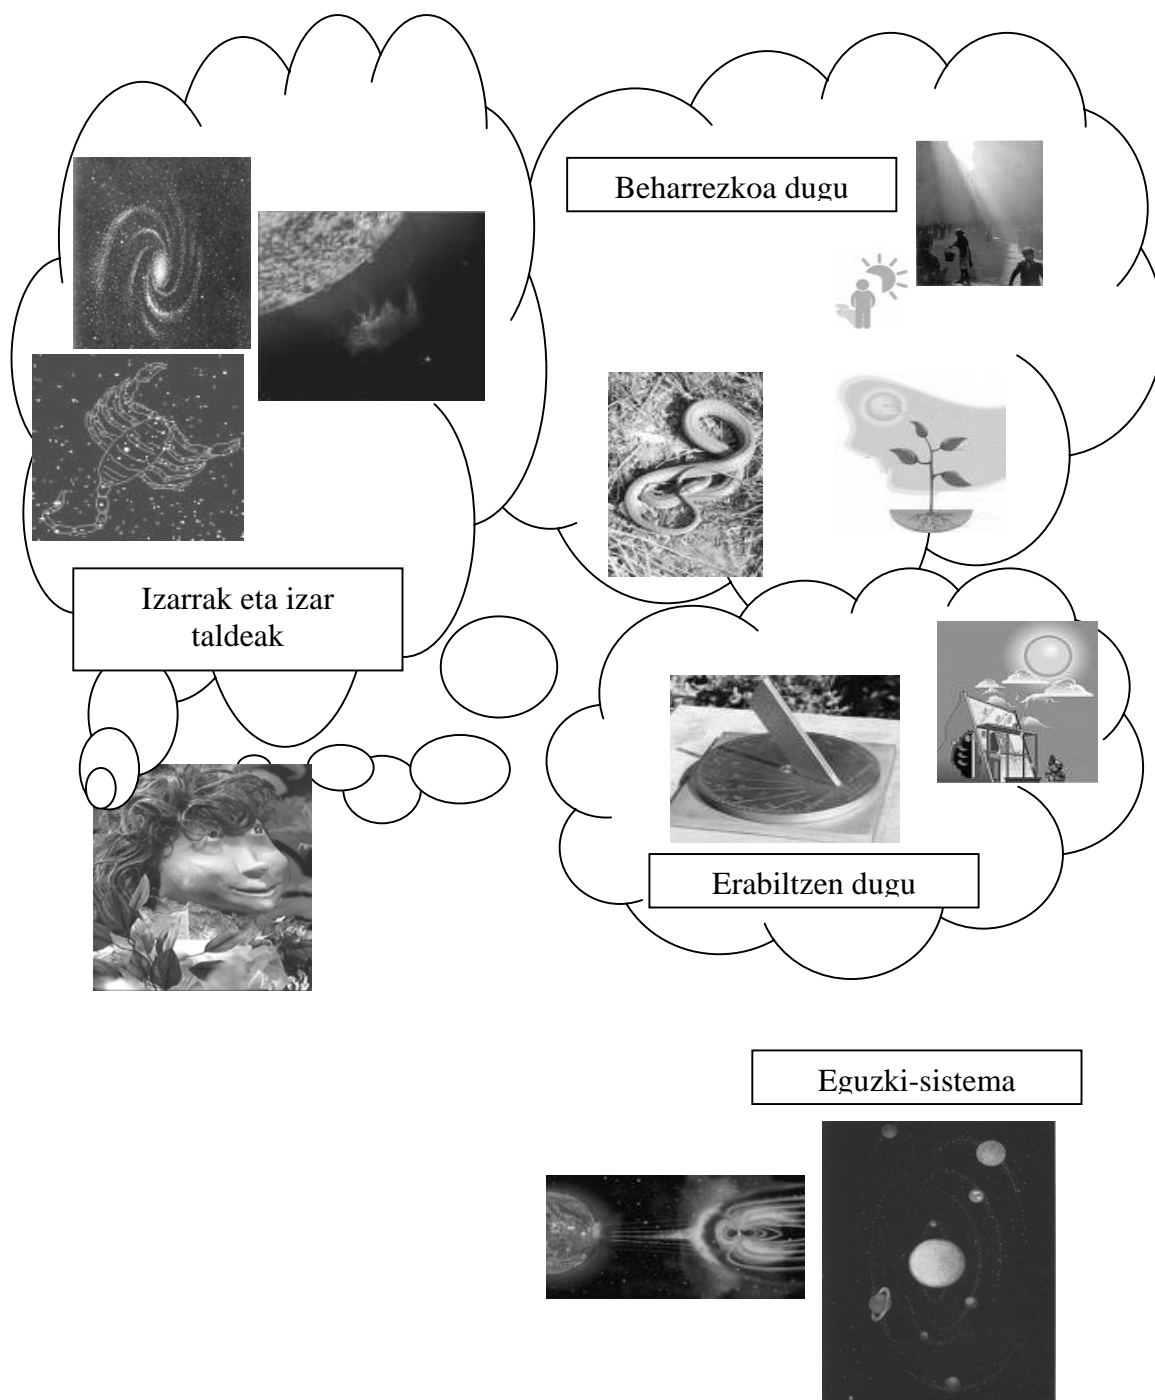 Beharrezkoa dugu
Izarrak eta izar
taldeak
Erabiltzen dugu
Eguzki-sistema